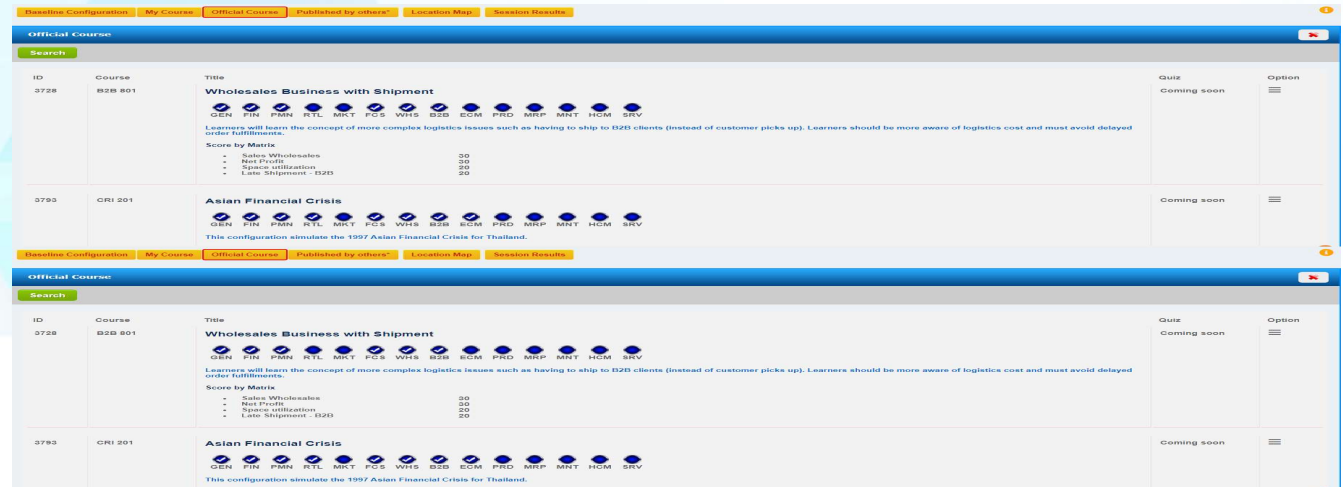 Baseline Configuration My Course Official Course Published by others* Location Map Session Results
Official Course
Search
ID Course Title Quiz Option
3728 B2B 801 Wholesales Business with Shipment Coming soon
GEN FIN PMN RTL MKT FCS WHS B2B ECM PRD MRP MNT HCM SRV
Learners will learn the concept of more complex logistics issues such as having to ship to B2B clients (instead of customer picks up). Learners should be more aware of logistics cost and must avoid delayed
order fulfillments.
Score by Matrix
Sales Wholesales 30
Net Profit 30
Space utilization 20
Late Shipment - B2B 20
3793 CRI 201 Asian Financial Crisis Coming soon
GEN FIN PMN RTL MKT FCS WHS B2B ECM PRD MRP MNT HCM SRV
This configuration simulate the 1997 Asian Financial Crisis for Thailand.
Baseline Configuration My Course Official Course Published by others* Location Map Session Results
Official Course
Search
ID Course Title Quiz Option
3728 B2B 801 Wholesales Business with Shipment Coming soon
GEN FIN PMN RTL MKT FCS WHS B2B ECM PRD MRP MNT HCM SRV
Learners will learn the concept of more complex logistics issues such as having to ship to B2B clients (instead of customer picks up). Learners should be more aware of logistics cost and must avoid delayed
order fulfillments.
Score by Matrix
Sales Wholesales 30
Net Profit 30
Space utilization 20
Late Shipment - B2B 20
3793 CRI 201 Asian Financial Crisis Coming soon
GEN FIN PMN RTL MKT FCS WHS B2B ECM PRD MRP MNT HCM SRV
This configuration simulate the 1997 Asian Financial Crisis for Thailand.